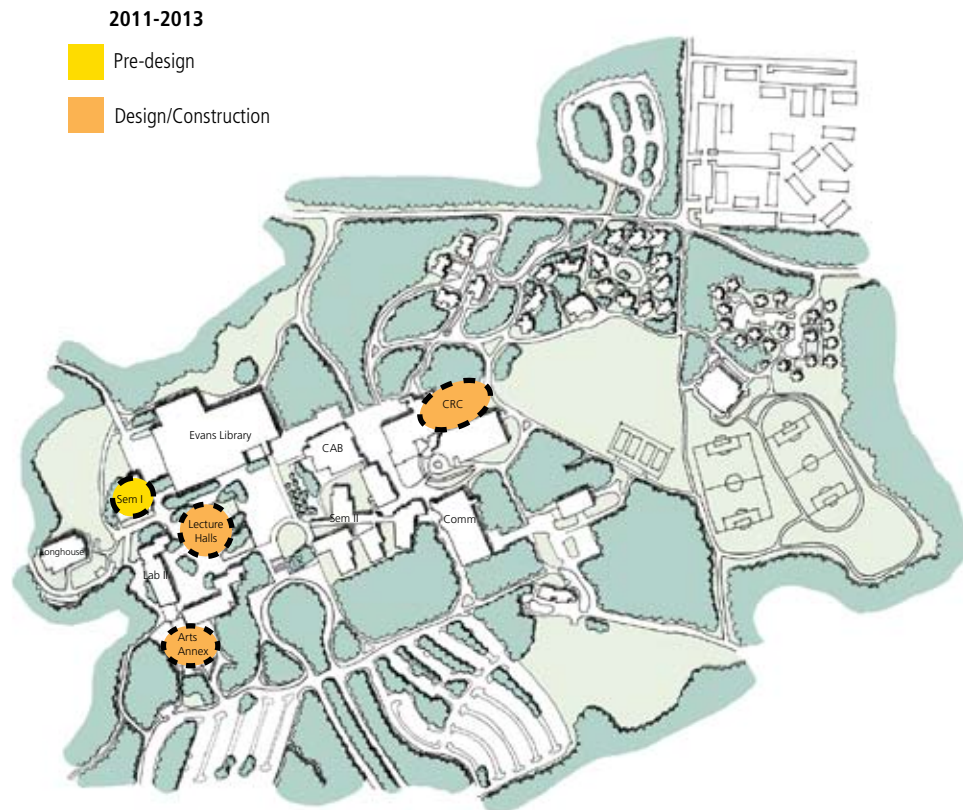 2011-2013
Pre-design
Design/Construction
CRC
Evans Library
CAB
Sem I
Lecture
Halls
Sem II
Comm
Longhouse
Lab II
Arts
Annex